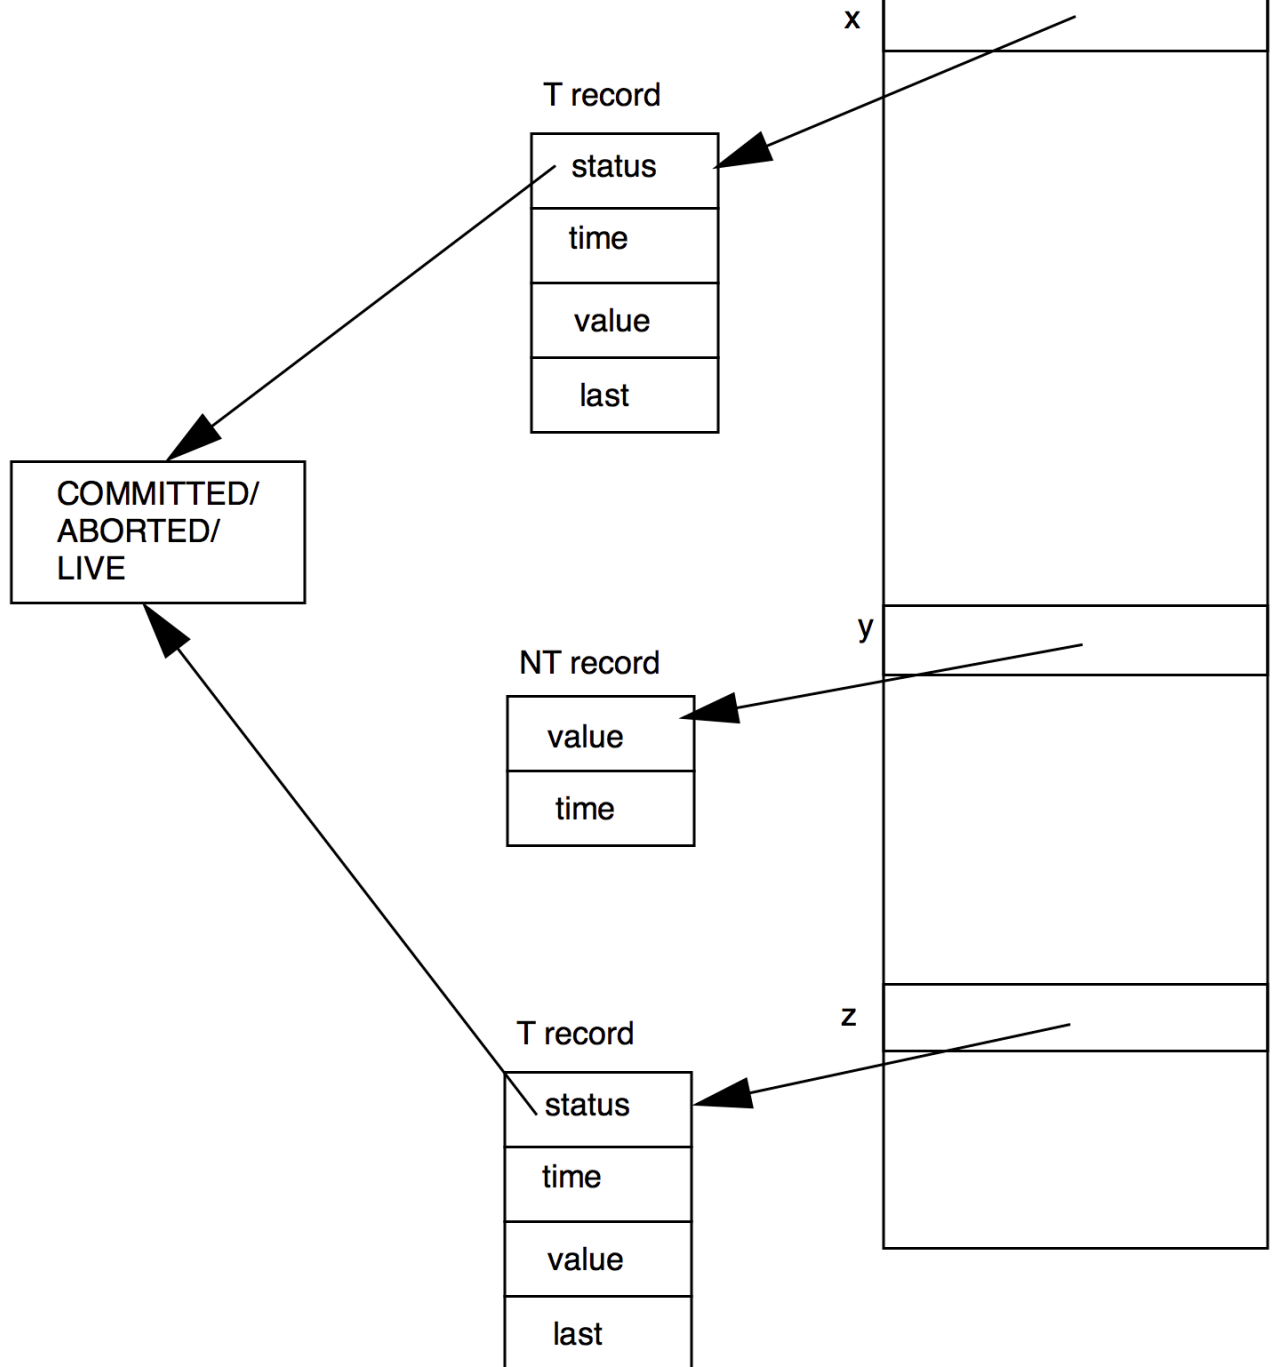 x
T record
status
time
value
last
COMMITTED/
ABORTED/
LIVE
y
NT record
value
time
z
T record
status
time
value
last